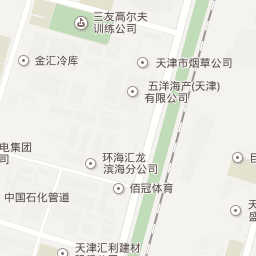 三友高尔夫
训练公司
金汇冷库
天津市烟草公司
五洋海产(天津)
有限公司
电集团
司
环海汇龙
滨海分公司
佰冠体育
中国石化管道
天
天津汇利建材